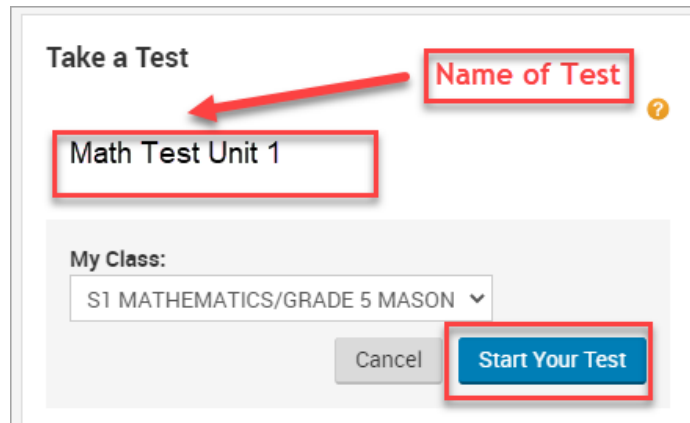 Take a Test
Name of Test
?
Math Test Unit 1
My Class:
S1 MATHEMATICS/GRADE 5 MASON
Cancel
Start Your Test